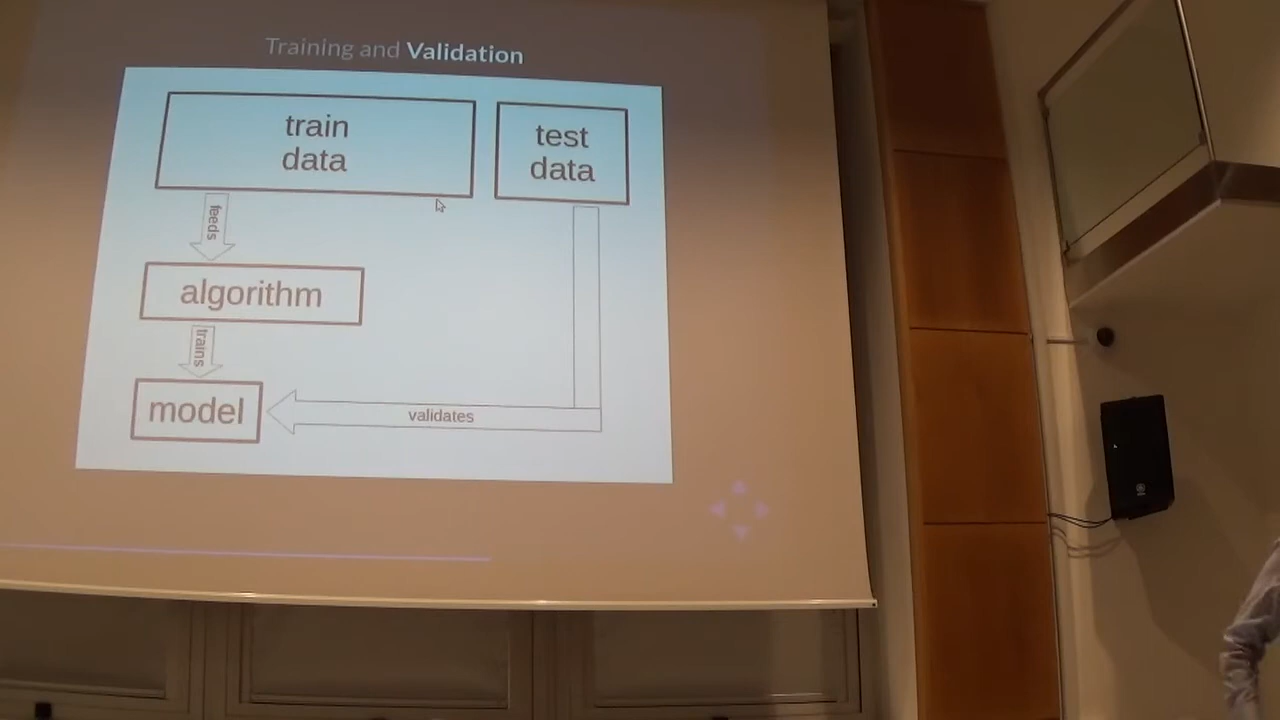 Training and Validation
train
data
test
data
feeds
algorithm
trains
model
validates